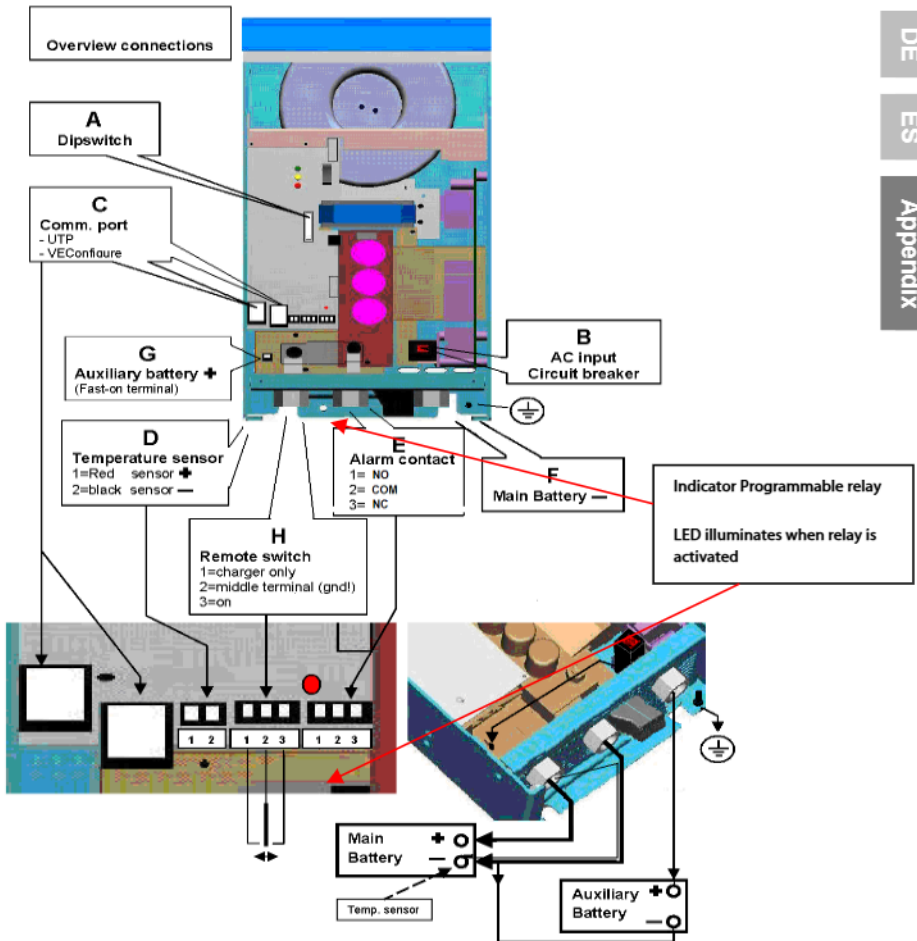 Overview connections
DE
ES
Appendix
A
Dipswitch
C
Comm. port
- UTP
- VEConfigure
G
Auxiliary battery +
(Fast-on terminal)
B
AC input
Circuit breaker
D
Temperature sensor
1=Red sensor +
2=black sensor —
E
Alarm contact
1= NO
2= COM
3= NC
F
Main Battery —
H
Remote switch
1=charger only
2=middle terminal (gnd!)
3=on
Indicator Programmable relay
LED illuminates when relay is
activated
1 2
1 2 3
1 2 3
Main +
Battery —
Temp. sensor
Auxiliary +
Battery —